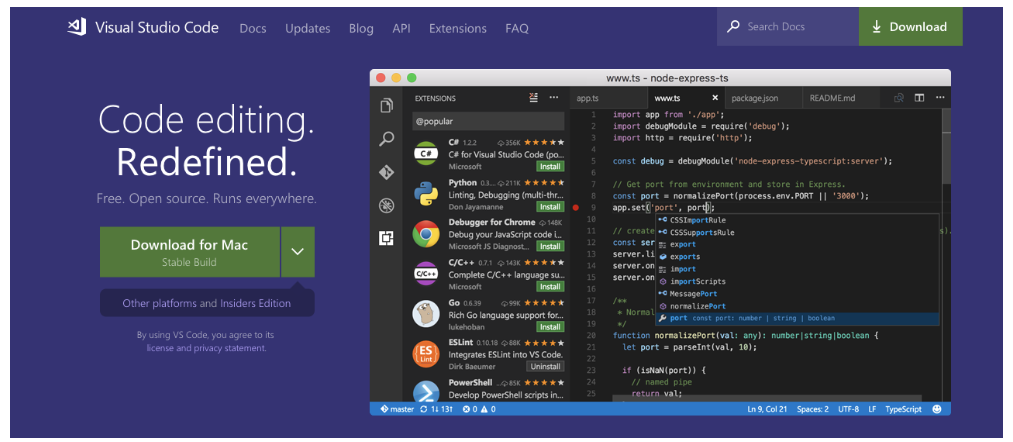 Visual Studio Code Docs Updates Blog API Extensions FAQ Search Docs Download
Code editing.
Redefined.
Free. Open source. Runs everywhere.
Download for Mac
Stable Build
Other platforms and Insiders Edition
By using VS Code, you agree to its
license and privacy statement.
www.ts - node-express-ts
EXTENSIONS
@popular
C# 1.2.2 356K
C# for Visual Studio Code (po...
Microsoft Install
Python 0.3... 211K
Linting, Debugging (multi-thr...
Don Jayamanne Install
Debugger for Chrome 148K
Debug your JavaScript code i...
Microsoft JS Diagnost... Install
C/C++ 0.7.1 143K
Complete C/C++ language su...
Microsoft Install
Go 0.6.39 99K
Rich Go language support for...
lukehoban Install
ESLint 0.10.18 88K
Integrates ESLint into VS Code.
Dirk Baeumer Uninstall
PowerShell ... 85K
Develop PowerShell scripts in...
C#
C/C++
ES
Lint
app.ts www.ts package.json README.md
1 import app from './app';
2 import debugModule = require('debug');
3 import http = require('http');
4
5 const debug = debugModule('node-express-typescript:server');
6
7 // Get port from environment and store in Express.
8 const port = normalizePort(process.env.PORT || '3000');
9 app.set('port', port);
10
11 // create s).
12 const ser
13 server.li
14 server.on
15 server.on
16
17 /**
18 * Normal
19 */
20 function normalizePort(val: any): number|string|boolean {
21 let port = parseInt(val, 10);
22
23 if (isNaN(port)) {
24 // named pipe
25 return val;
CSSImportRule
CSSSupportsRule
export
exports
import
importScripts
MessagePort
normalizePort
port const port: number | string | boolean
master 1↓ 13↑ 0 0 Ln 9, Col 21 Spaces: 2 UTF-8 LF TypeScript